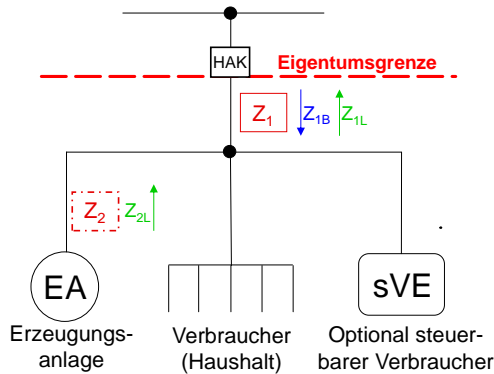 HAK
Eigentumsgrenze
Z1 Z1B Z1L
Z2 Z2L
EA
sVE
Erzeugungs-
anlage
Verbraucher
(Haushalt)
Optional steuer-
barer Verbraucher